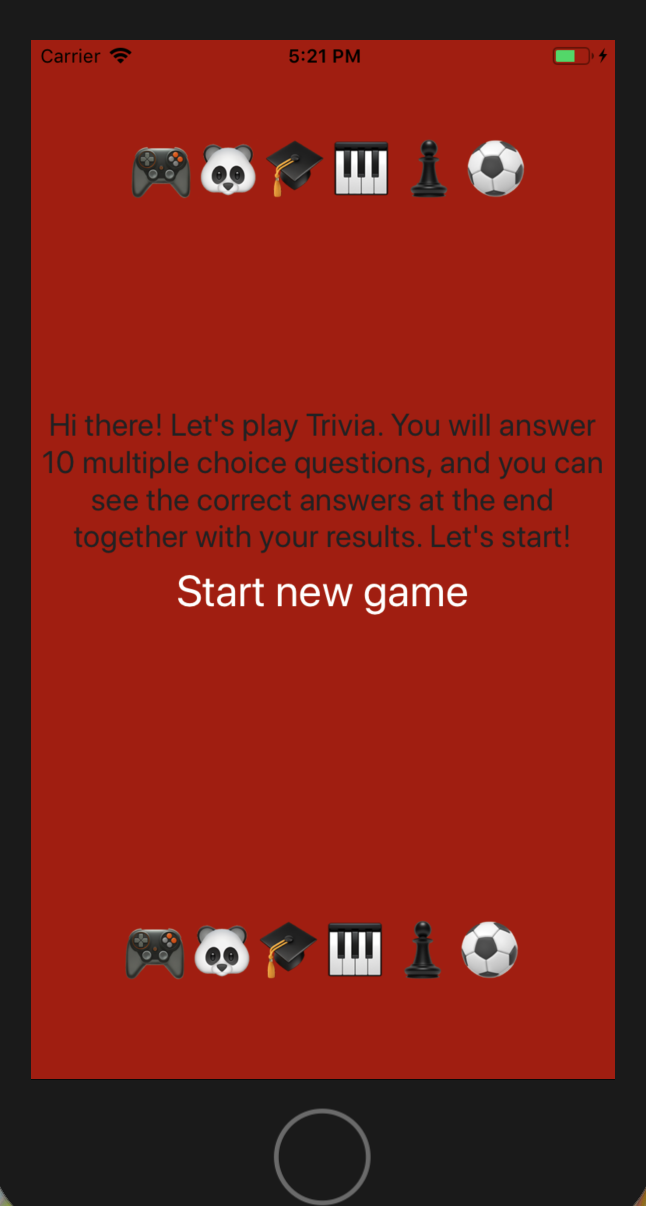 Carrier
5:21 PM
Hi there! Let's play Trivia. You will answer
10 multiple choice questions, and you can
see the correct answers at the end
together with your results. Let's start!
Start new game